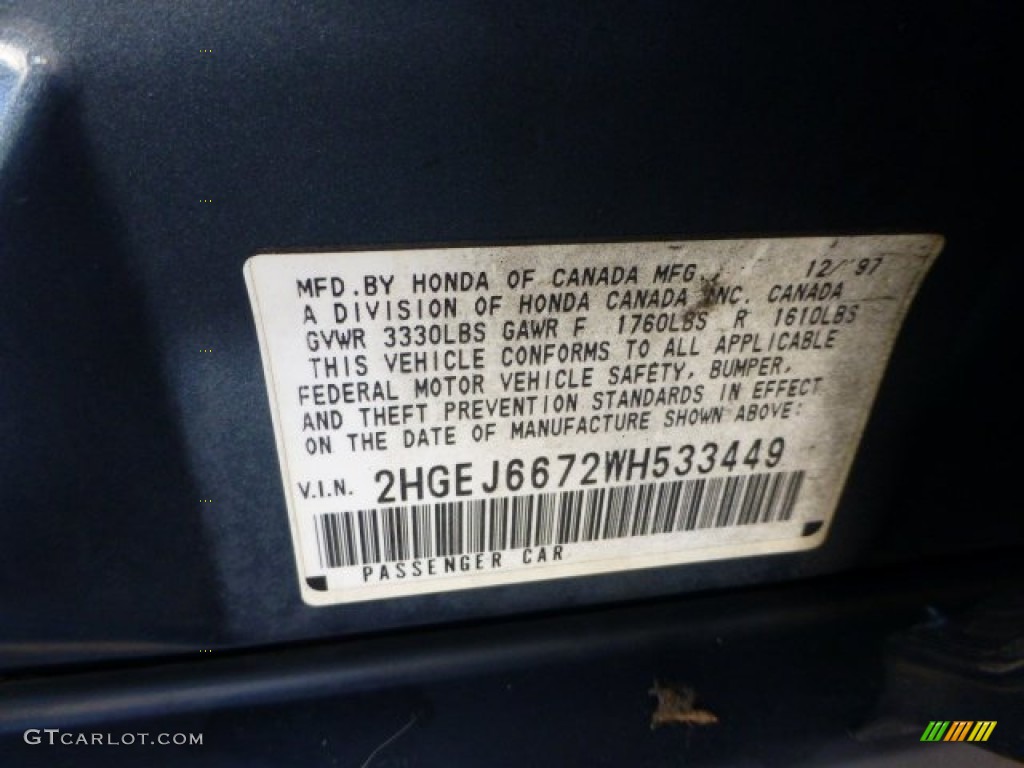 MFD.BY HONDA OF CANADA MFG., 12/'97
A DIVISION OF HONDA CANADA INC. CANADA
GVWR 3330LBS GAWR F 1760LBS R 1610LBS
THIS VEHICLE CONFORMS TO ALL APPLICABLE
FEDERAL MOTOR VEHICLE SAFETY, BUMPER,
AND THEFT PREVENTION STANDARDS IN EFFECT
ON THE DATE OF MANUFACTURE SHOWN ABOVE:
V.I.N. 2HGEJ6672WH533449
PASSENGER CAR
GTCARLOT.COM